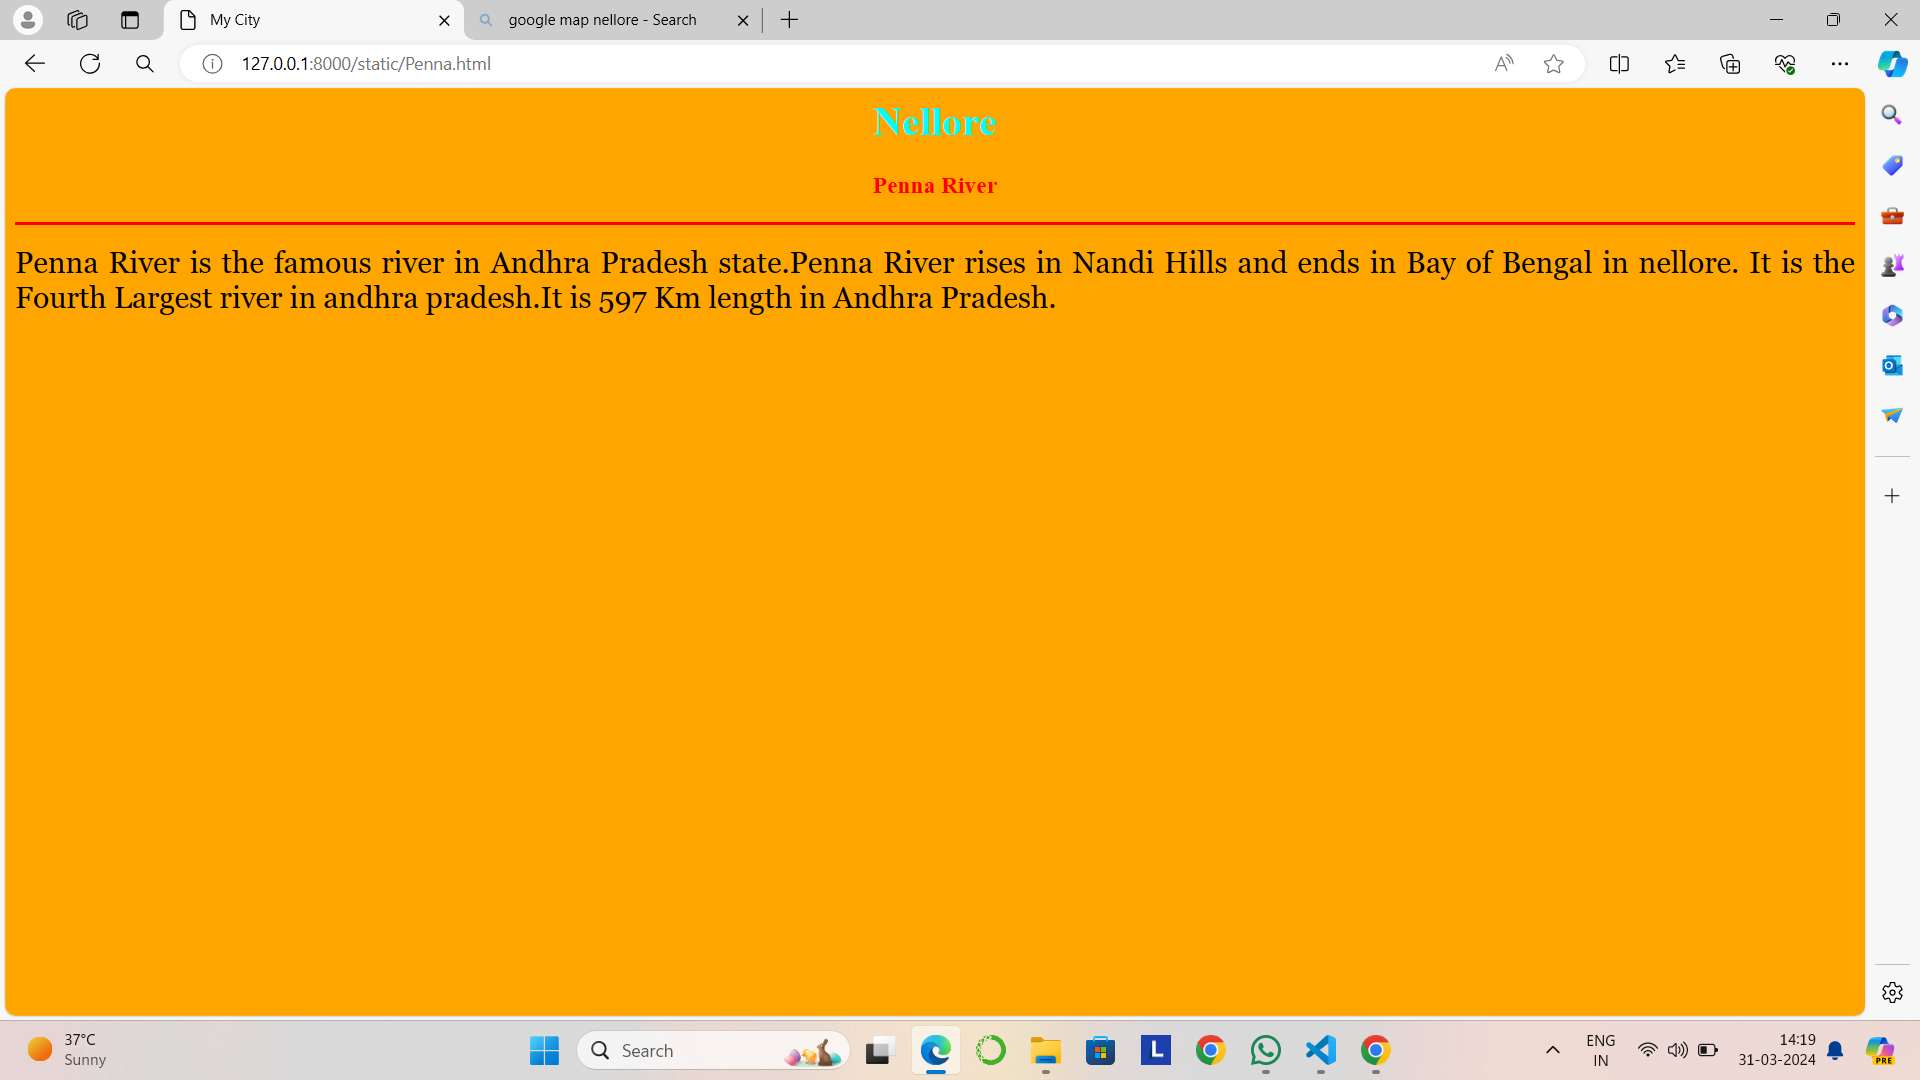 My City
google map nellore - Search
127.0.0.1:8000/static/Penna.html
Nellore
Penna River
Penna River is the famous river in Andhra Pradesh state.Penna River rises in Nandi Hills and ends in Bay of Bengal in nellore. It is the
Fourth Largest river in andhra pradesh.It is 597 Km length in Andhra Pradesh.
37°C
Sunny
Search
L
ENG
IN
14:19
31-03-2024
PRE